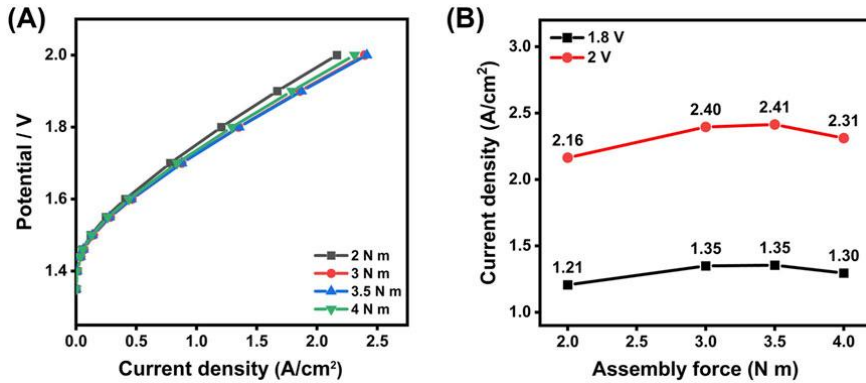 (A)
Potential / V
2.0
1.8
1.6
1.4
0.0 0.5 1.0 1.5 2.0 2.5
Current density (A/cm²)
2 N m
3 N m
3.5 N m
4 N m
(B)
Current density (A/cm²)
3.0
2.5
2.0
1.5
1.0
1.8 V
2 V
2.16 2.40 2.41 2.31
1.21 1.35 1.35 1.30
2.0 2.5 3.0 3.5 4.0
Assembly force (N m)